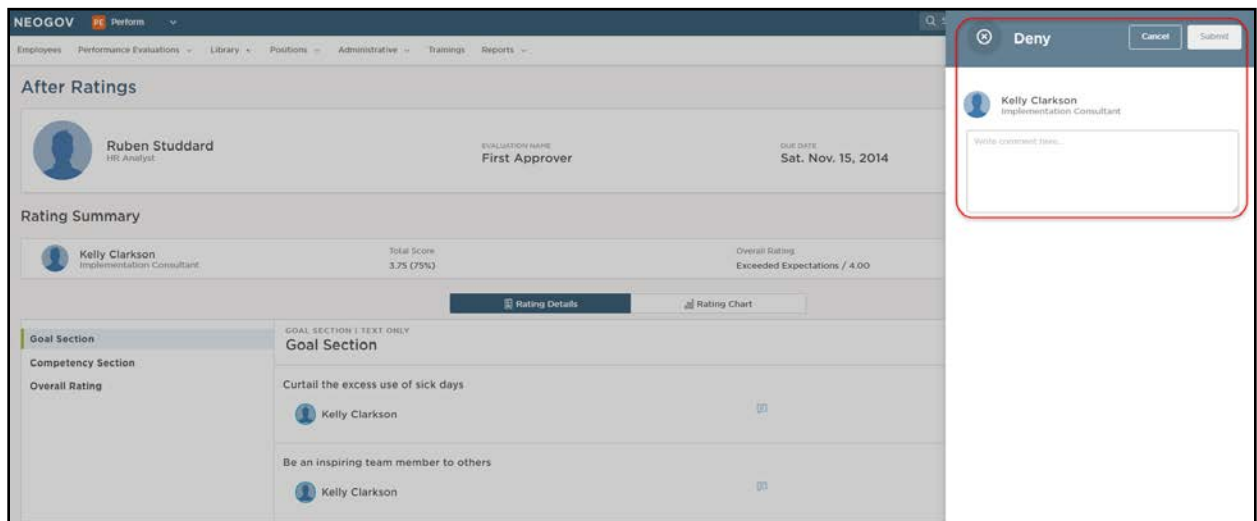 NEOGOV PE Perform
Employees Performance Evaluations Library Positions Administrative Trainings Reports
After Ratings
Ruben Studdard
HR Analyst
EVALUATION NAME
First Approver
DUE DATE
Sat. Nov. 15, 2014
Rating Summary
Kelly Clarkson
Implementation Consultant
Total Score
3.75 (75%)
Overall Rating
Exceeded Expectations / 4.00
Rating Details Rating Chart
Goal Section
Competency Section
Overall Rating
GOAL SECTION | TEXT ONLY
Goal Section
Curtail the excess use of sick days
Kelly Clarkson
Be an inspiring team member to others
Kelly Clarkson
Deny Cancel Submit
Kelly Clarkson
Implementation Consultant
Write comment here...